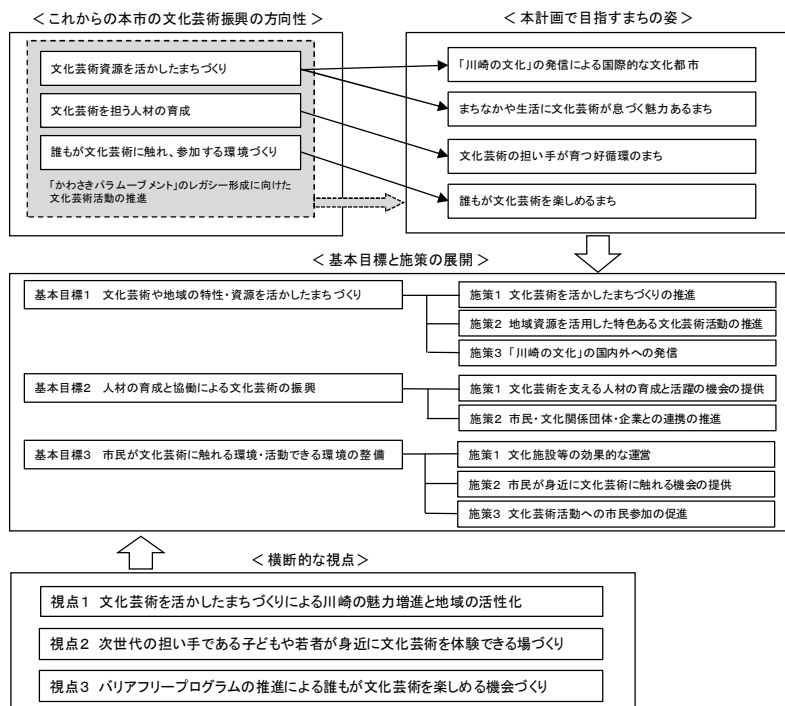 ＜これからの本市の文化芸術振興の方向性＞
文化芸術資源を活かしたまちづくり
文化芸術を担う人材の育成
誰もが文化芸術に触れ、参加する環境づくり
「かわさきパラムーブメント」のレガシー形成に向けた
文化芸術活動の推進
＜本計画で目指すまちの姿＞
「川崎の文化」の発信による国際的な文化都市
まちなかや生活に文化芸術が息づく魅力あるまち
文化芸術の担い手が育つ好循環のまち
誰もが文化芸術を楽しめるまち
＜基本目標と施策の展開＞
基本目標１ 文化芸術や地域の特性・資源を活かしたまちづくり
施策１ 文化芸術を活かしたまちづくりの推進
施策２ 地域資源を活用した特色ある文化芸術活動の推進
施策３ 「川崎の文化」の国内外への発信
基本目標２ 人材の育成と協働による文化芸術の振興
施策１ 文化芸術を支える人材の育成と活躍の機会の提供
施策２ 市民・文化関係団体・企業との連携の推進
基本目標３ 市民が文化芸術に触れる環境・活動できる環境の整備
施策１ 文化施設等の効果的な運営
施策２ 市民が身近に文化芸術に触れる機会の提供
施策３ 文化芸術活動への市民参加の促進
＜横断的な視点＞
視点１ 文化芸術を活かしたまちづくりによる川崎の魅力増進と地域の活性化
視点２ 次世代の担い手である子どもや若者が身近に文化芸術を体験できる場づくり
視点３ バリアフリープログラムの推進による誰もが文化芸術を楽しめる機会づくり